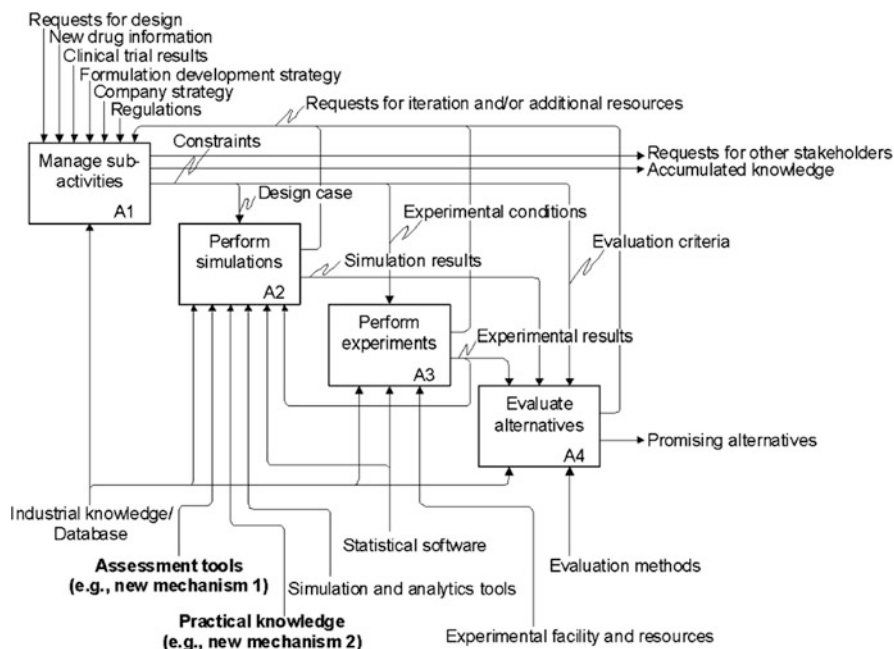 Requests for design
New drug information
Clinical trial results
Formulation development strategy
Company strategy
Regulations
Requests for iteration and/or additional resources
Constraints
Manage sub-
activities
A1
Requests for other stakeholders
Accumulated knowledge
Design case
Experimental conditions
Perform
simulations
A2
Simulation results
Evaluation criteria
Perform
experiments
A3
Experimental results
Evaluate
alternatives
A4
Promising alternatives
Industrial knowledge/
Database
Assessment tools
(e.g., new mechanism 1)
Statistical software
Evaluation methods
Simulation and analytics tools
Practical knowledge
(e.g., new mechanism 2)
Experimental facility and resources